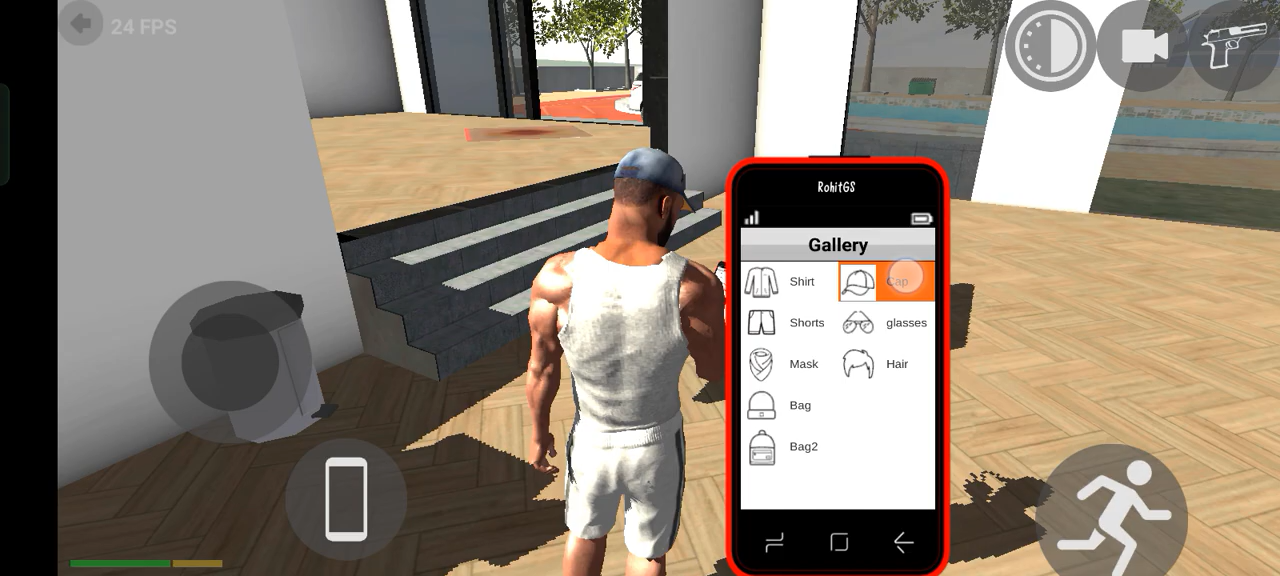 24 FPS
RohitGS
Gallery
Shirt
Cap
Shorts
glasses
Mask
Hair
Bag
Bag2